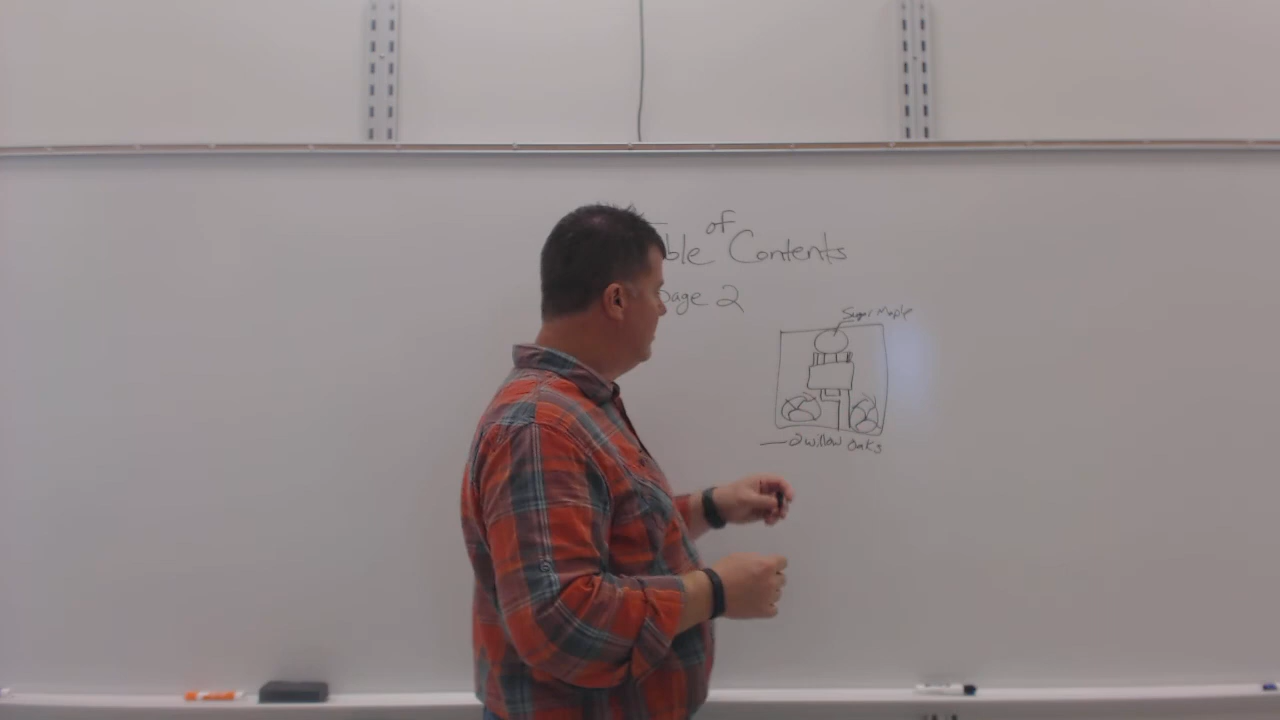 of
ble Contents
page 2
Sugar Maple
2 willow oaks